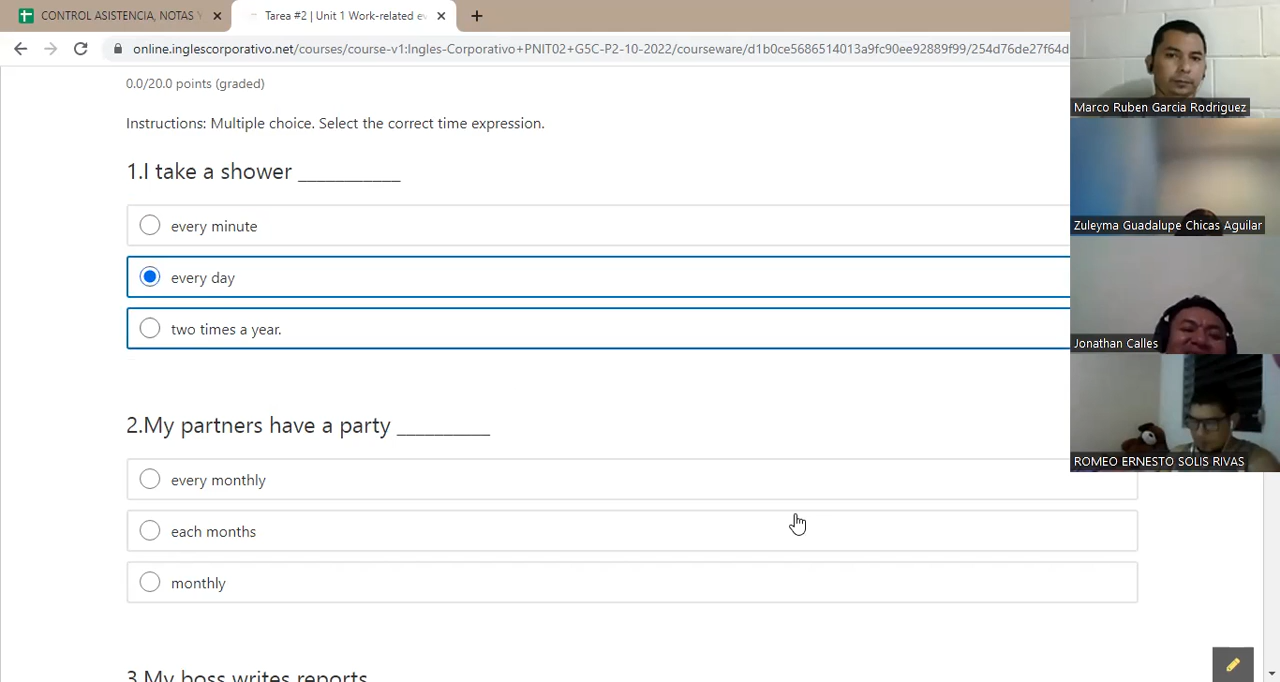 CONTROL ASISTENCIA, NOTAS Y
Tarea #2 | Unit 1 Work-related ev
online.inglescorporativo.net/courses/course-v1:Ingles-Corporativo+PNIT02+G5C-P2-10-2022/courseware/d1b0ce5686514013a9fc90ee92889f99/254d76de27f64d
0.0/20.0 points (graded)
Instructions: Multiple choice. Select the correct time expression.
1.I take a shower ___________
every minute
every day
two times a year.
2.My partners have a party __________
every monthly
each months
monthly
3.My boss writes reports
Marco Ruben Garcia Rodriguez
Zuleyma Guadalupe Chicas Aguilar
Jonathan Calles
ROMEO ERNESTO SOLIS RIVAS